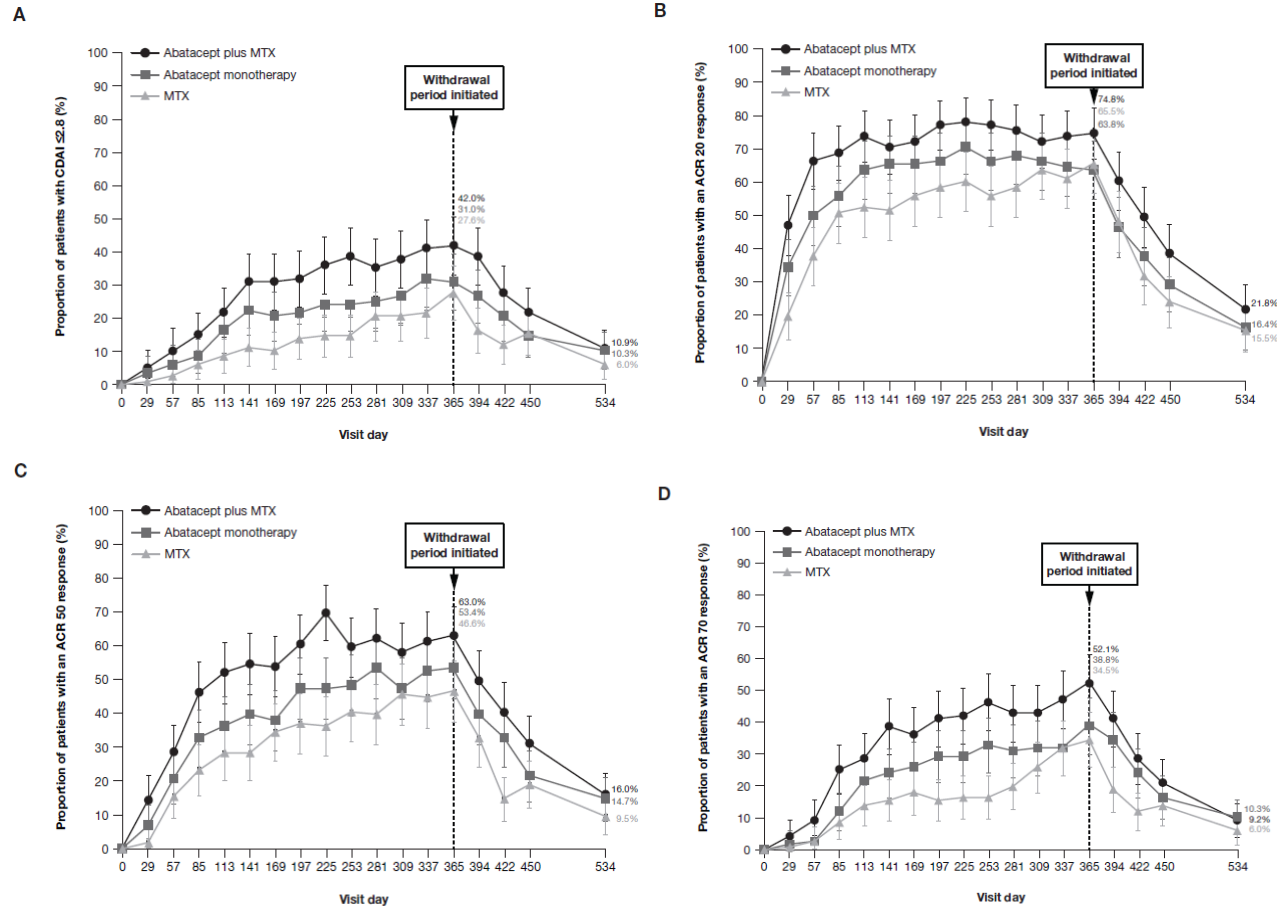 A
Proportion of patients with CDAI ≤2.8 (%)
100
90
80
70
60
50
40
30
20
10
0
Abatacept plus MTX
Abatacept monotherapy
MTX
Withdrawal
period initiated
42.0%
31.0%
27.6%
10.9%
10.3%
6.0%
0 29 57 85 113 141 169 197 225 253 281 309 337 365 394 422 450 534
Visit day
B
Proportion of patients with an ACR 20 response (%)
100
90
80
70
60
50
40
30
20
10
0
Abatacept plus MTX
Abatacept monotherapy
MTX
Withdrawal
period initiated
74.8%
65.5%
63.8%
21.8%
16.4%
15.5%
0 29 57 85 113 141 169 197 225 253 281 309 337 365 394 422 450 534
Visit day
C
Proportion of patients with an ACR 50 response (%)
100
90
80
70
60
50
40
30
20
10
0
Abatacept plus MTX
Abatacept monotherapy
MTX
Withdrawal
period initiated
63.0%
53.4%
46.6%
16.0%
14.7%
9.5%
0 29 57 85 113 141 169 197 225 253 281 309 337 365 394 422 450 534
Visit day
D
Proportion of patients with an ACR 70 response (%)
100
90
80
70
60
50
40
30
20
10
0
Abatacept plus MTX
Abatacept monotherapy
MTX
Withdrawal
period initiated
52.1%
38.8%
34.5%
10.3%
9.2%
6.0%
0 29 57 85 113 141 169 197 225 253 281 309 337 365 394 422 450 534
Visit day